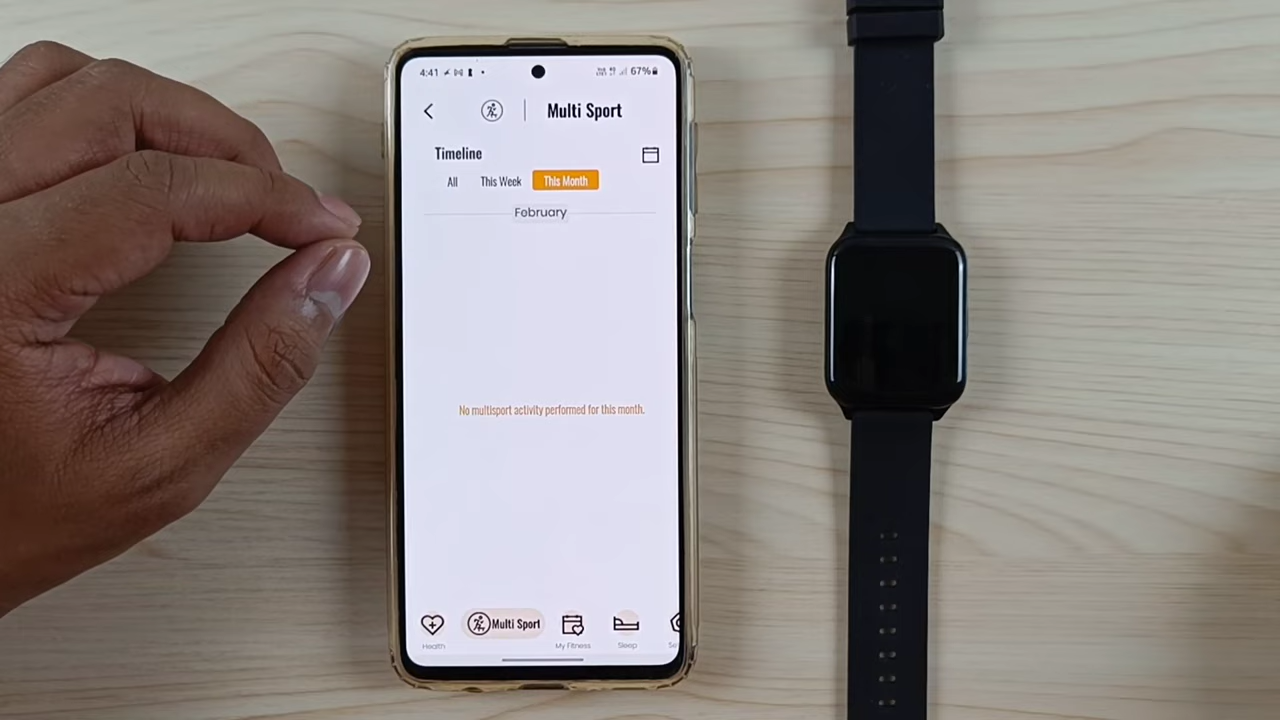 4:41
67%
Multi Sport
Timeline
All This Week This Month
February
No multisport activity performed for this month.
Multi Sport
Health My Fitness Sleep